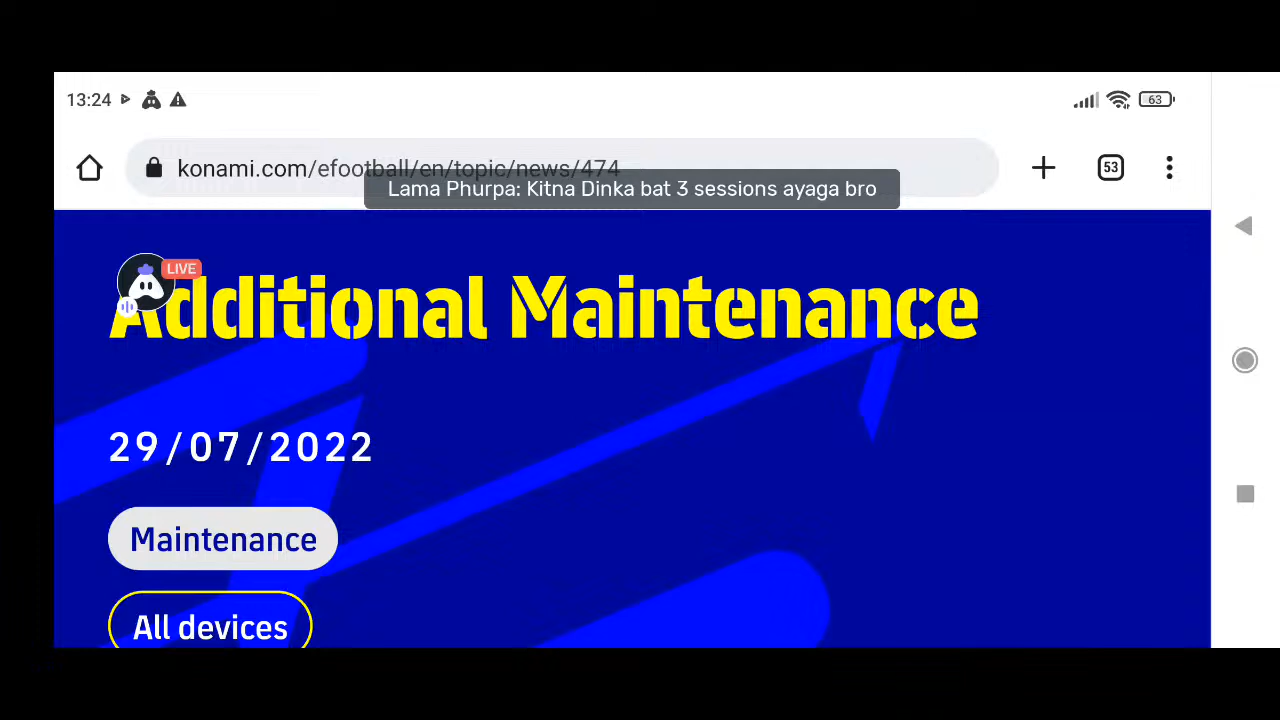 13:24
63
konami.com/efootball/en/topic/news/474
53
Lama Phurpa: Kitna Dinka bat 3 sessions ayaga bro
LIVE
Additional Maintenance
29/07/2022
Maintenance
All devices